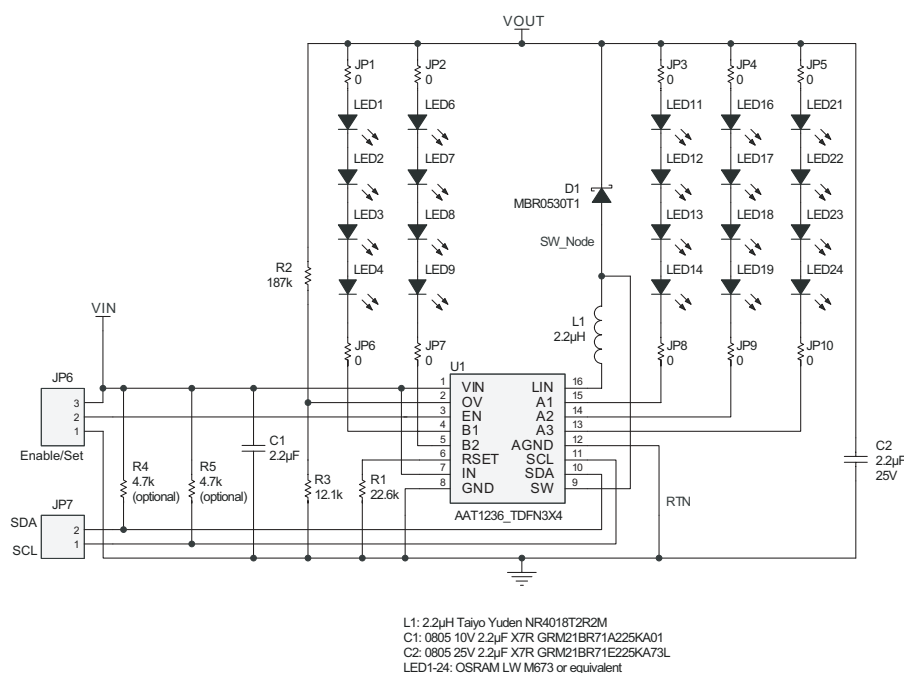 VOUT
JP1
0
JP2
0
JP3
0
JP4
0
JP5
0
LED1
LED6
LED11
LED16
LED21
LED2
LED7
LED12
LED17
LED22
D1
MBR0530T1
LED3
LED8
LED13
LED18
LED23
SW_Node
R2
187k
LED4
LED9
LED14
LED19
LED24
VIN
L1
2.2µH
JP6
0
JP7
0
JP8
0
JP9
0
JP10
0
U1
JP6
3
2
1
Enable/Set
1 VIN LIN 16
2 OV A1 15
3 EN A2 14
4 B1 A3 13
5 B2 AGND 12
6 RSET SCL 11
7 IN SDA 10
8 GND SW 9
AAT1236_TDFN3X4
C1
2.2µF
C2
2.2µF
25V
R4
4.7k
(optional)
R5
4.7k
(optional)
R3
12.1k
R1
22.6k
RTN
JP7
SDA 2
SCL 1
L1: 2.2µH Taiyo Yuden NR4018T2R2M
C1: 0805 10V 2.2µF X7R GRM21BR71A225KA01
C2: 0805 25V 2.2µF X7R GRM21BR71E225KA73L
LED1-24: OSRAM LW M673 or equivalent